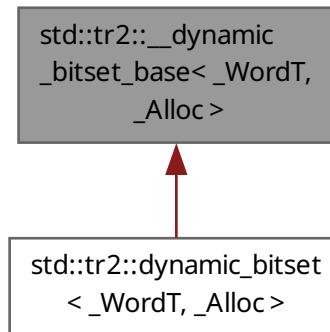 std::tr2::__dynamic
_bitset_base< _WordT,
_Alloc >
std::tr2::dynamic_bitset
< _WordT, _Alloc >